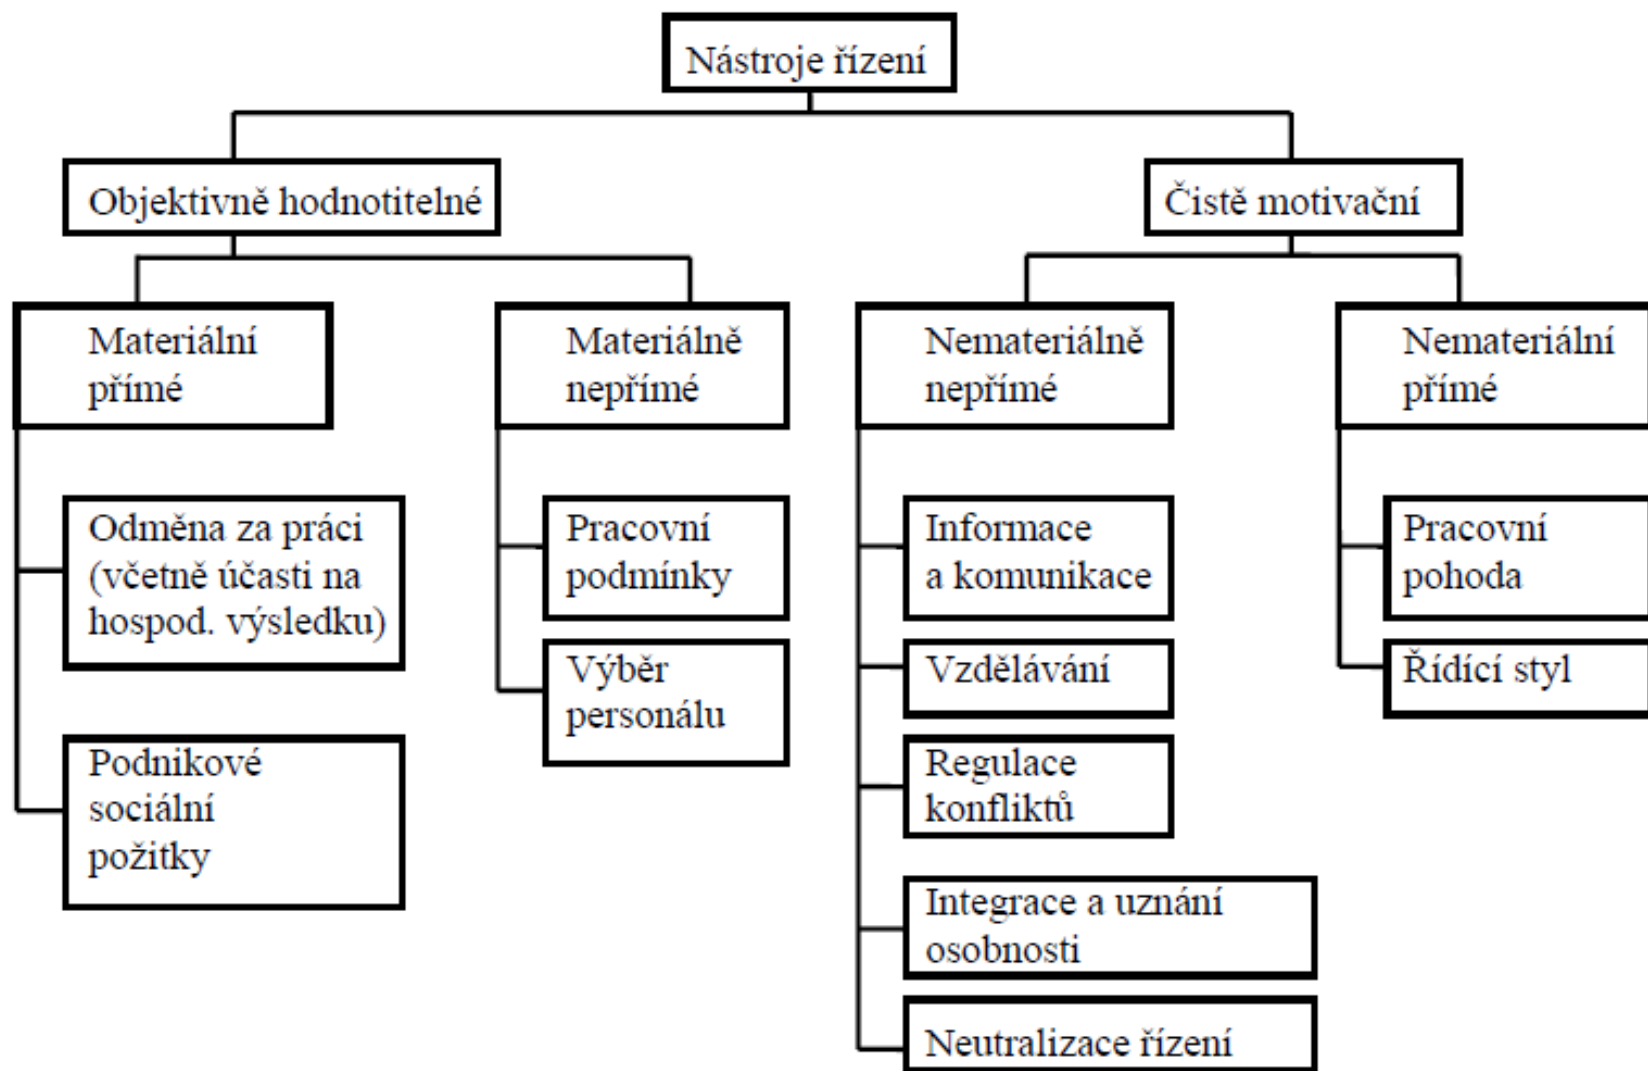 Nástroje řízení
Objektivně hodnotitelné
Čistě motivační
Materiální
přímé
Materiálně
nepřímé
Nemateriálně
nepřímé
Nemateriální
přímé
Odměna za práci
(včetně účasti na
hospod. výsledku)
Podnikové
sociální
požitky
Pracovní
podmínky
Výběr
personálu
Informace
a komunikace
Vzdělávání
Regulace
konfliktů
Integrace a uznání
osobnosti
Neutralizace řízení
Pracovní
pohoda
Řídící styl